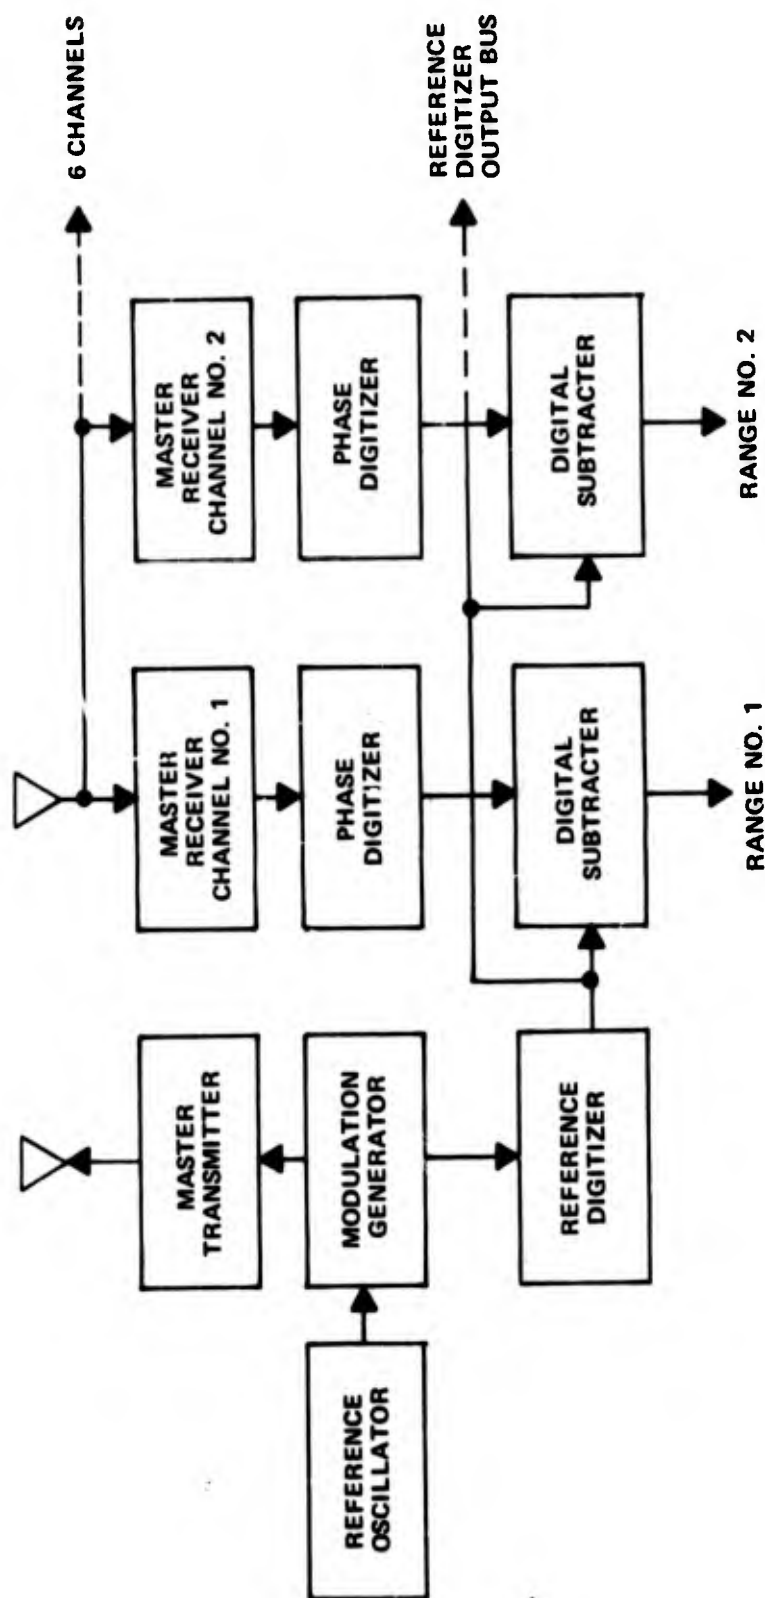 6 CHANNELS
MASTER
TRANSMITTER
MASTER
RECEIVER
CHANNEL NO. 1
MASTER
RECEIVER
CHANNEL NO. 2
REFERENCE
OSCILLATOR
MODULATION
GENERATOR
PHASE
DIGITIZER
PHASE
DIGITIZER
REFERENCE
DIGITIZER
OUTPUT BUS
REFERENCE
DIGITIZER
DIGITAL
SUBTRACTER
DIGITAL
SUBTRACTER
RANGE NO. 1
RANGE NO. 2